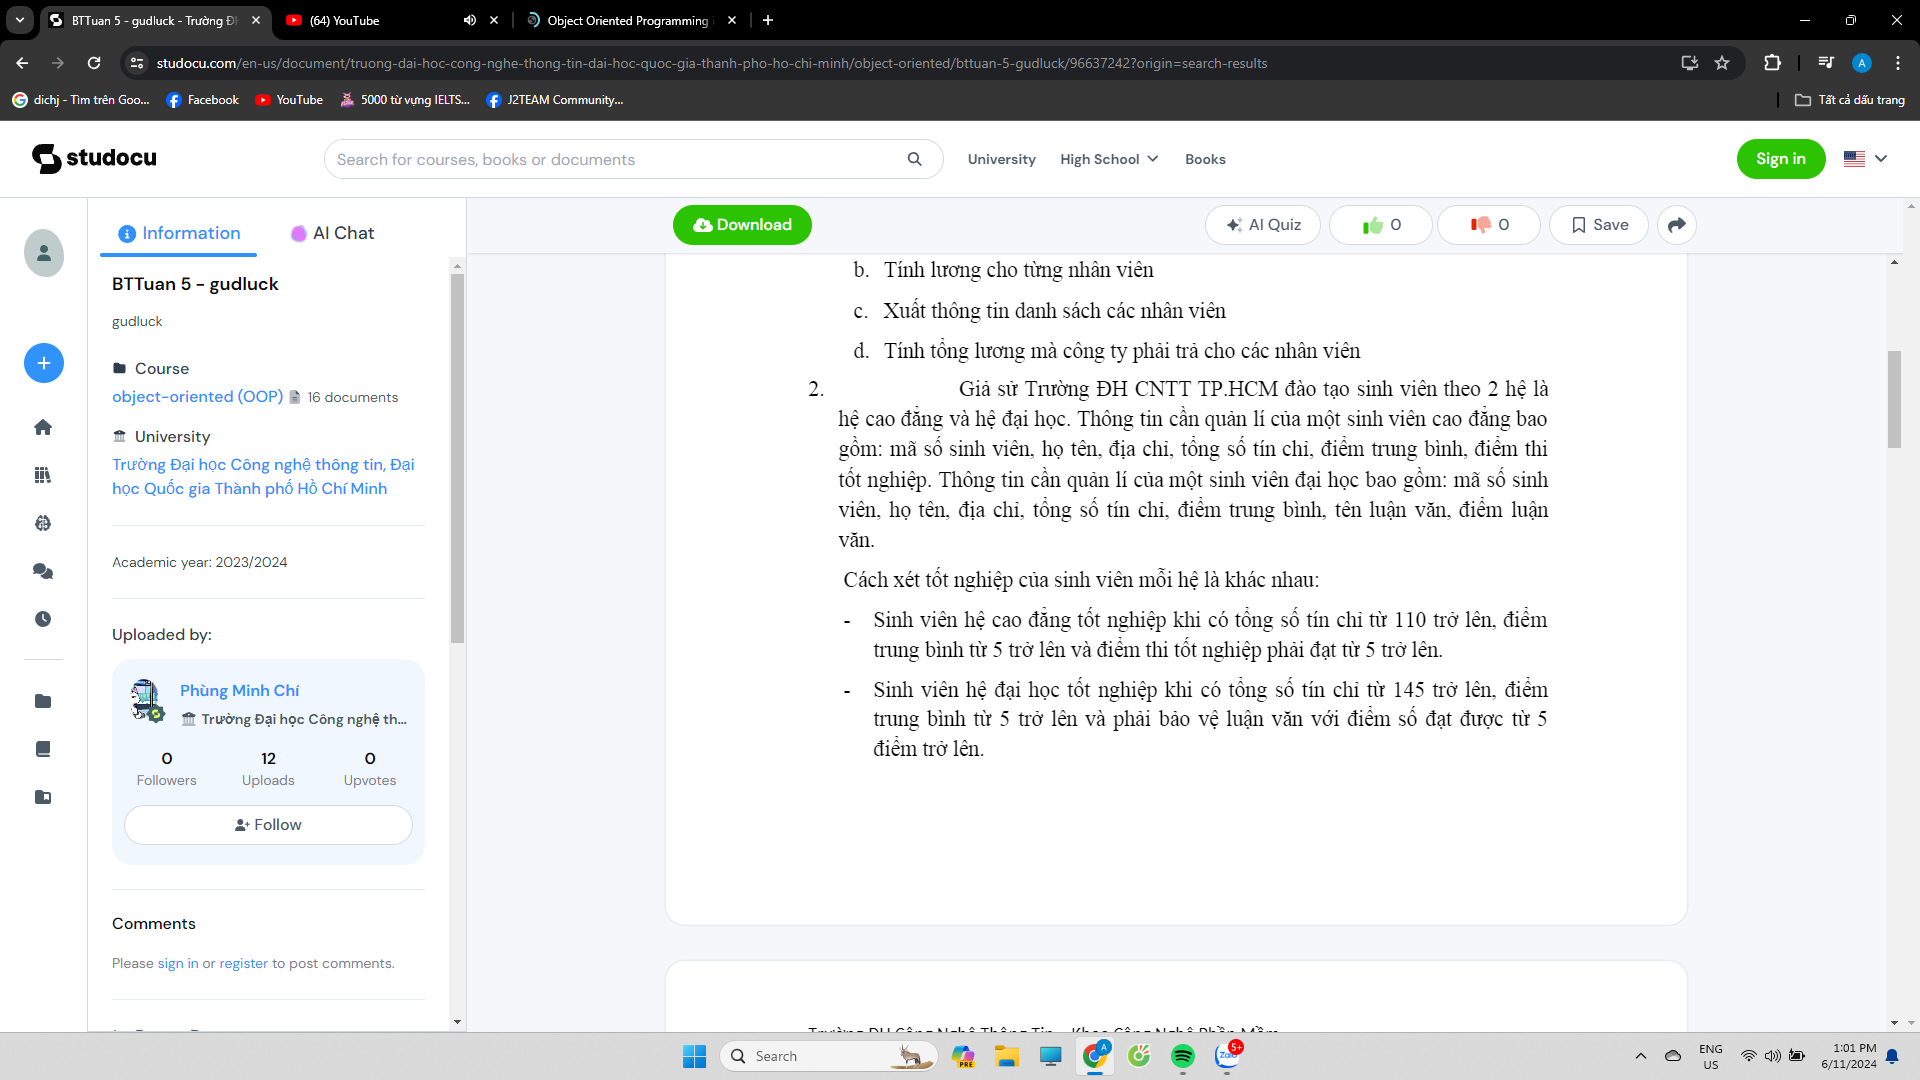 BTTuan 5 - gudluck - Trường Đ
(64) YouTube
Object Oriented Programming
studocu.com/en-us/document/truong-dai-hoc-cong-nghe-thong-tin-dai-hoc-quoc-gia-thanh-pho-ho-chi-minh/object-oriented/bttuan-5-gudluck/96637242?origin=search-results
A
dichj - Tìm trên Goo...
Facebook
YouTube
5000 từ vựng IELTS...
J2TEAM Community...
Tất cả dấu trang
studocu
Search for courses, books or documents
University
High School
Books
Sign in
Information
AI Chat
Download
AI Quiz
0
0
Save
BTTuan 5 - gudluck
gudluck
Course
object-oriented (OOP) 16 documents
University
Trường Đại học Công nghệ thông tin, Đại
học Quốc gia Thành phố Hồ Chí Minh
Academic year: 2023/2024
Uploaded by:
Phùng Minh Chí
Trường Đại học Công nghệ th...
0 12 0
Followers Uploads Upvotes
Follow
Comments
Please sign in or register to post comments.
b. Tính lương cho từng nhân viên
c. Xuất thông tin danh sách các nhân viên
d. Tính tổng lương mà công ty phải trả cho các nhân viên
2. Giả sử Trường ĐH CNTT TP.HCM đào tạo sinh viên theo 2 hệ là
hệ cao đẳng và hệ đại học. Thông tin cần quản lí của một sinh viên cao đẳng bao
gồm: mã số sinh viên, họ tên, địa chỉ, tổng số tín chỉ, điểm trung bình, điểm thi
tốt nghiệp. Thông tin cần quản lí của một sinh viên đại học bao gồm: mã số sinh
viên, họ tên, địa chỉ, tổng số tín chỉ, điểm trung bình, tên luận văn, điểm luận
văn.
Cách xét tốt nghiệp của sinh viên mỗi hệ là khác nhau:
- Sinh viên hệ cao đẳng tốt nghiệp khi có tổng số tín chỉ từ 110 trở lên, điểm
trung bình từ 5 trở lên và điểm thi tốt nghiệp phải đạt từ 5 trở lên.
- Sinh viên hệ đại học tốt nghiệp khi có tổng số tín chỉ từ 145 trở lên, điểm
trung bình từ 5 trở lên và phải bảo vệ luận văn với điểm số đạt được từ 5
điểm trở lên.
Trường ĐH Công Nghệ Thông Tin – Khoa Công Nghệ Phần Mềm
Search
PRE
A
Zalo
5+
ENG
US
1:01 PM
6/11/2024